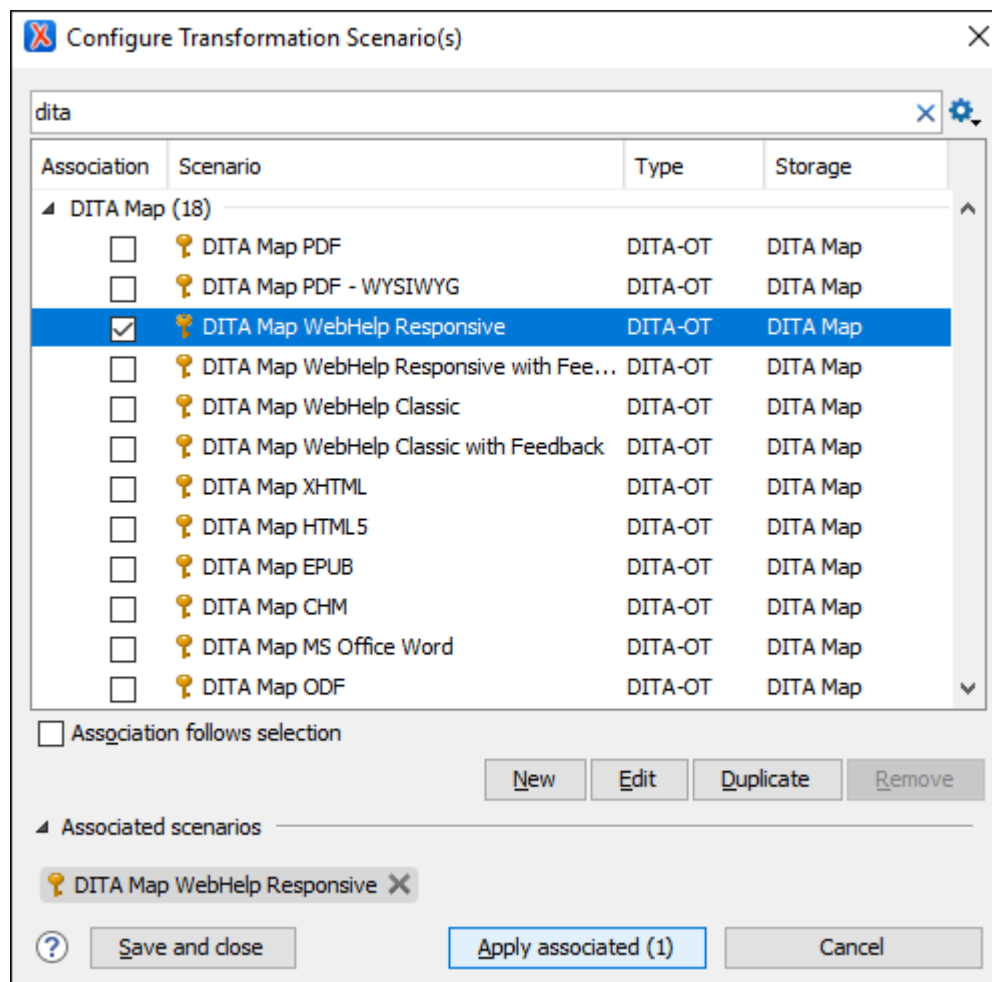 Configure Transformation Scenario(s)
dita
Association Scenario Type Storage
DITA Map (18)
DITA Map PDF DITA-OT DITA Map
DITA Map PDF - WYSIWYG DITA-OT DITA Map
DITA Map WebHelp Responsive DITA-OT DITA Map
DITA Map WebHelp Responsive with Fee... DITA-OT DITA Map
DITA Map WebHelp Classic DITA-OT DITA Map
DITA Map WebHelp Classic with Feedback DITA-OT DITA Map
DITA Map XHTML DITA-OT DITA Map
DITA Map HTML5 DITA-OT DITA Map
DITA Map EPUB DITA-OT DITA Map
DITA Map CHM DITA-OT DITA Map
DITA Map MS Office Word DITA-OT DITA Map
DITA Map ODF DITA-OT DITA Map
Association follows selection
New Edit Duplicate Remove
Associated scenarios
DITA Map WebHelp Responsive
? Save and close Apply associated (1) Cancel